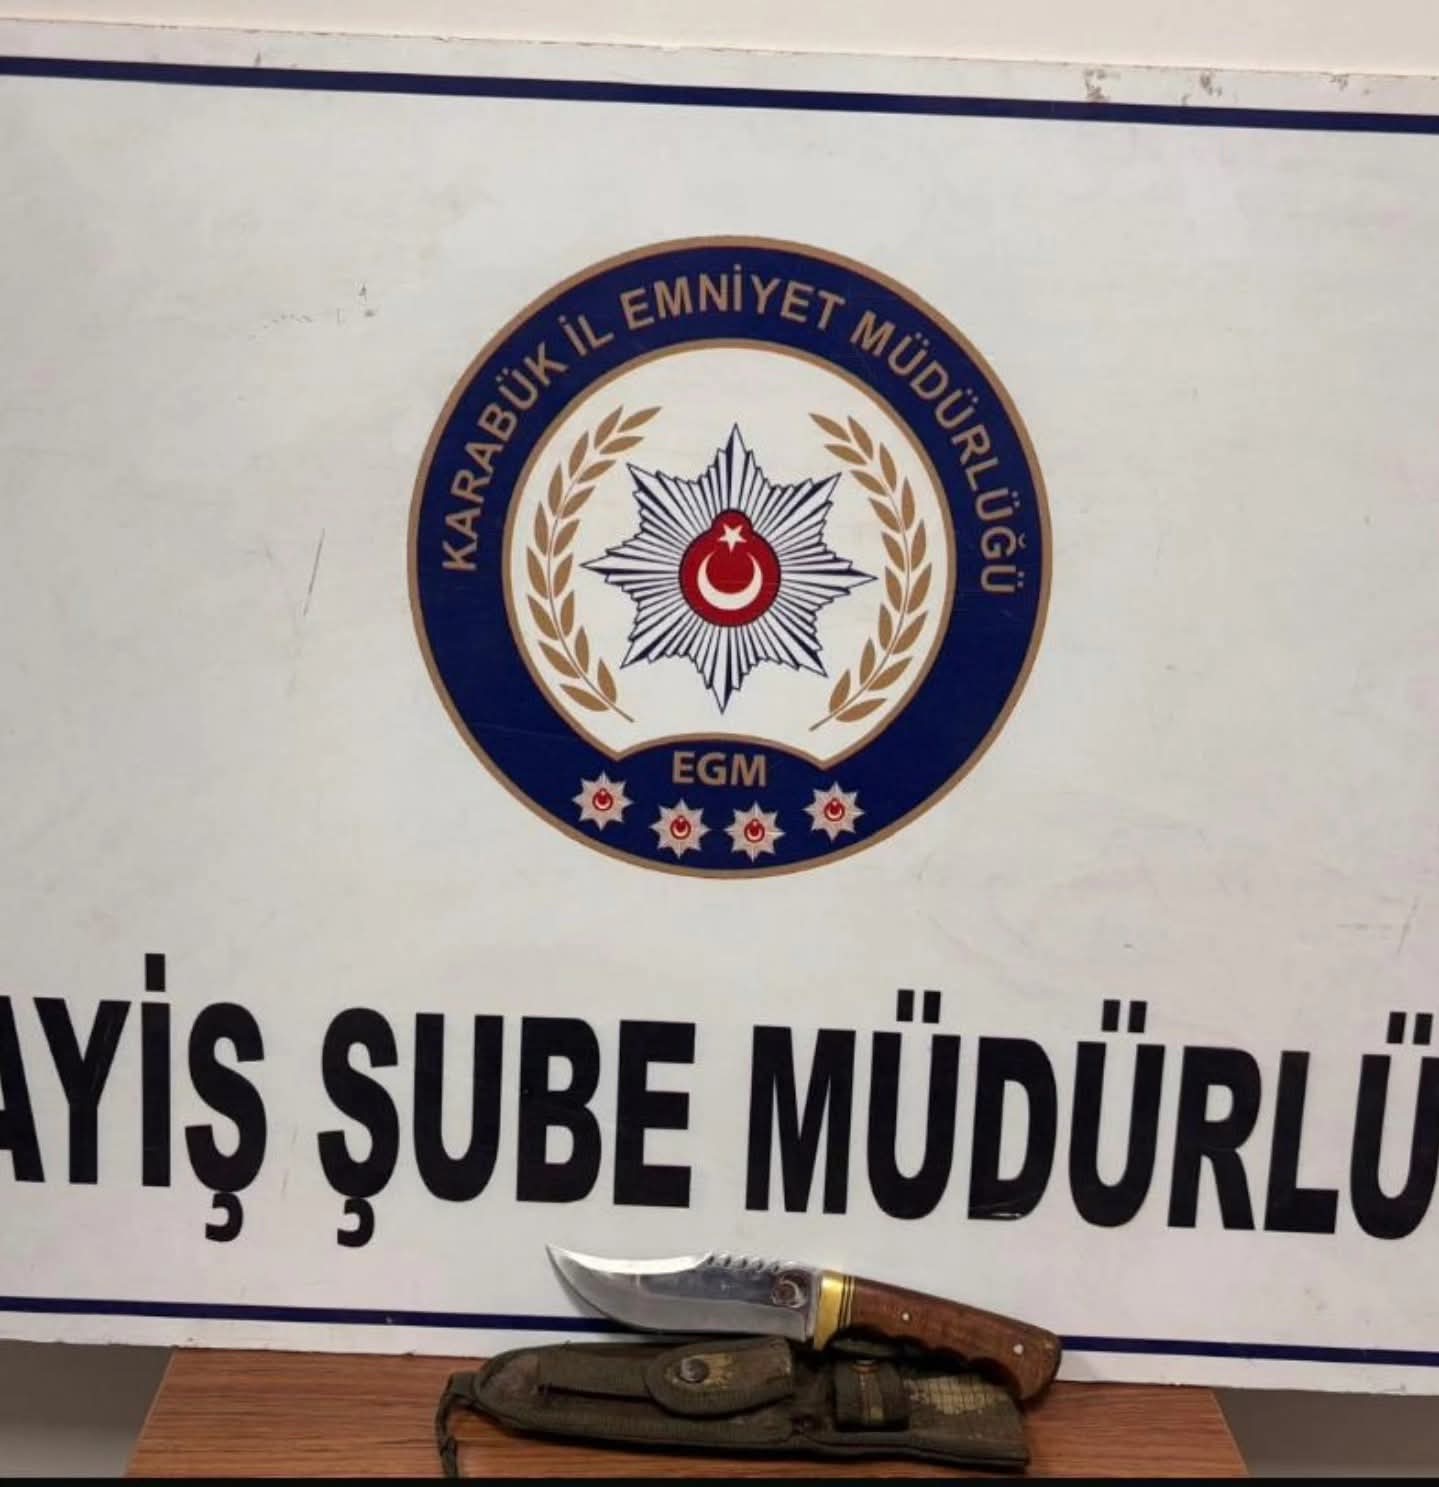 KARABÜK İL EMNİYET MÜDÜRLÜĞÜ
EGM
AYİŞ ŞUBE MÜDÜRLÜ